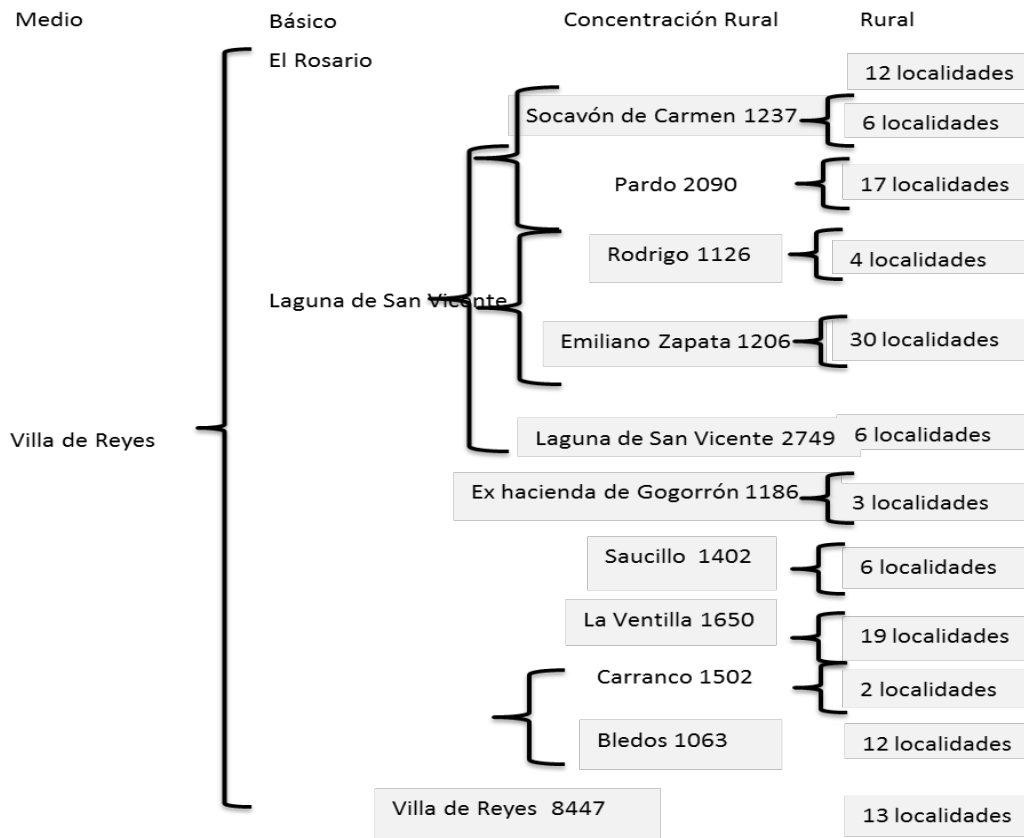 Medio Básico Concentración Rural Rural
El Rosario
12 localidades
Socavón de Carmen 1237 6 localidades
Pardo 2090 17 localidades
Rodrigo 1126 4 localidades
Laguna de San Vicente
Emiliano Zapata 1206 30 localidades
Villa de Reyes
Laguna de San Vicente 2749 6 localidades
Ex hacienda de Gogorrón 1186 3 localidades
Saucillo 1402 6 localidades
La Ventilla 1650 19 localidades
Carranco 1502 2 localidades
Bledos 1063 12 localidades
Villa de Reyes 8447 13 localidades